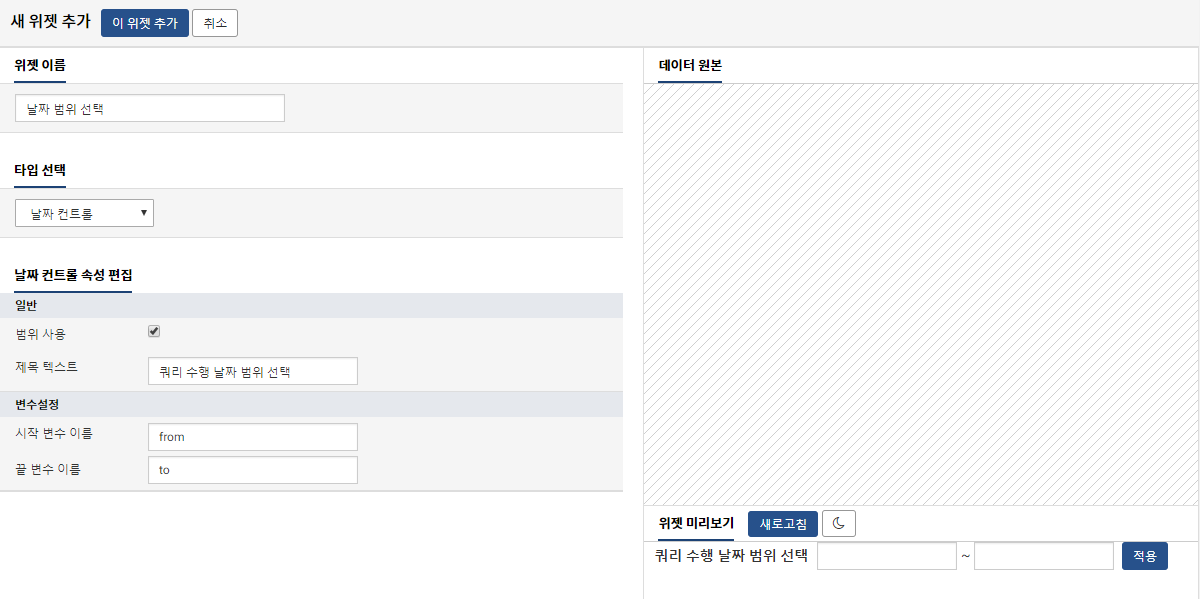 새 위젯 추가 이 위젯 추가 취소
위젯 이름
날짜 범위 선택
타입 선택
날짜 컨트롤
날짜 컨트롤 속성 편집
일반
범위 사용
제목 텍스트 쿼리 수행 날짜 범위 선택
변수설정
시작 변수 이름 from
끝 변수 이름 to
데이터 원본
위젯 미리보기 새로고침
쿼리 수행 날짜 범위 선택 ~ 적용